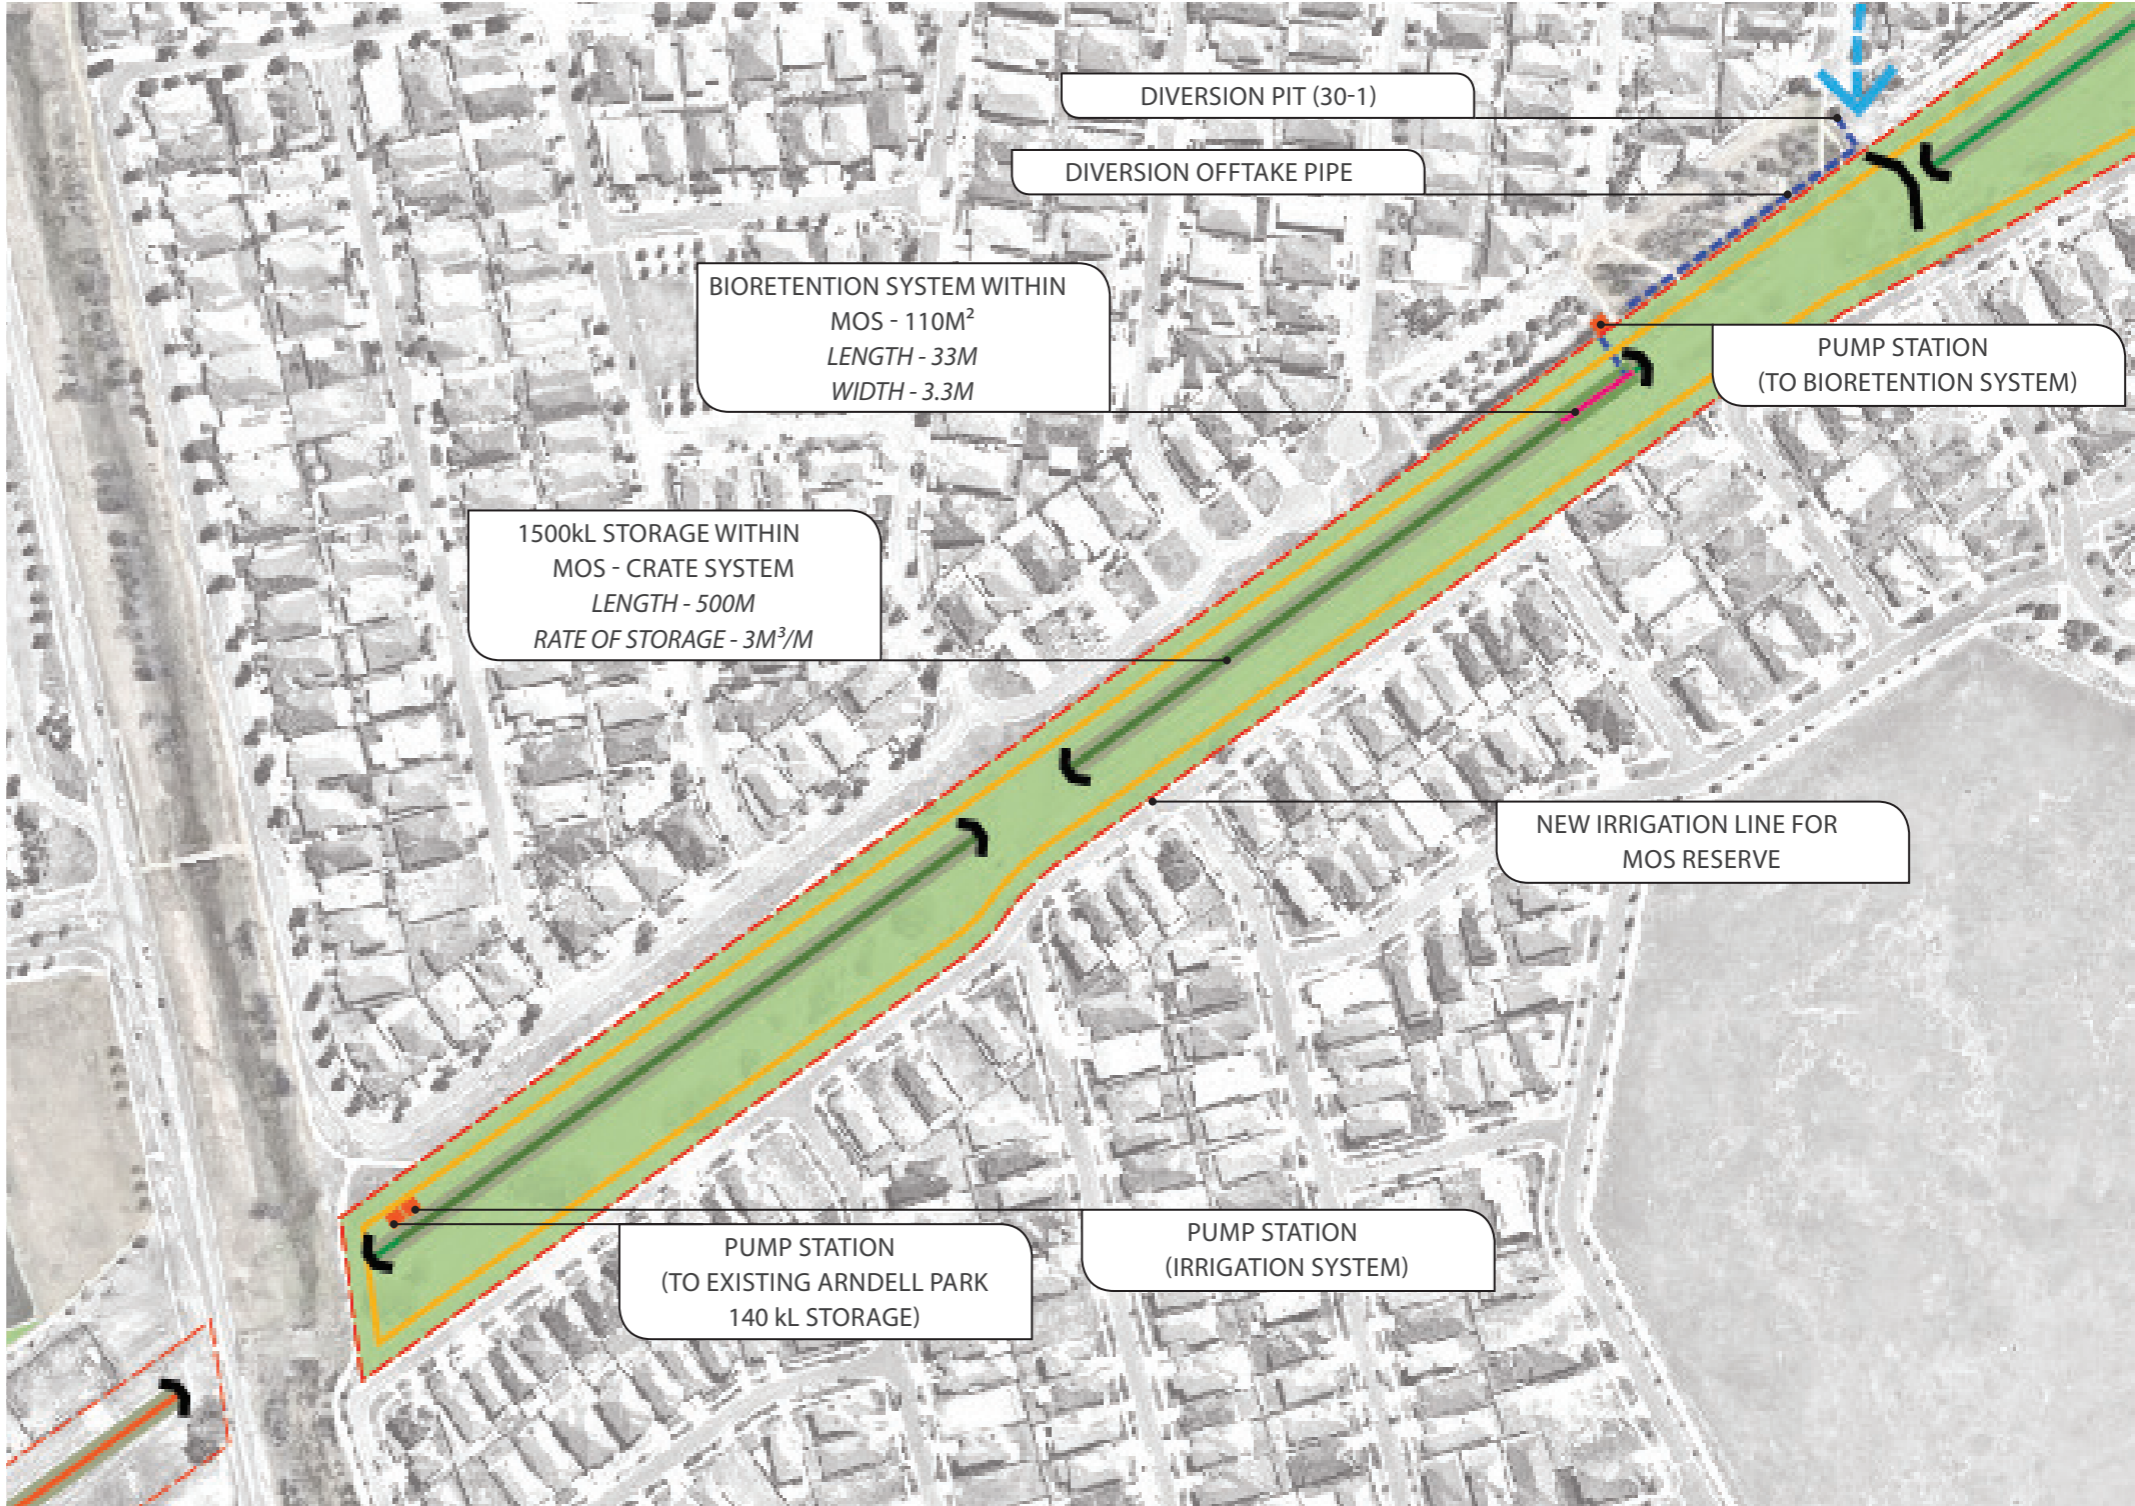 DIVERSION PIT (30-1)
DIVERSION OFFTAKE PIPE
BIORETENTION SYSTEM WITHIN
MOS - 110M²
LENGTH - 33M
WIDTH - 3.3M
PUMP STATION
(TO BIORETENTION SYSTEM)
1500kL STORAGE WITHIN
MOS - CRATE SYSTEM
LENGTH - 500M
RATE OF STORAGE - 3M³/M
NEW IRRIGATION LINE FOR
MOS RESERVE
PUMP STATION
(TO EXISTING ARNDELL PARK
140 kL STORAGE)
PUMP STATION
(IRRIGATION SYSTEM)